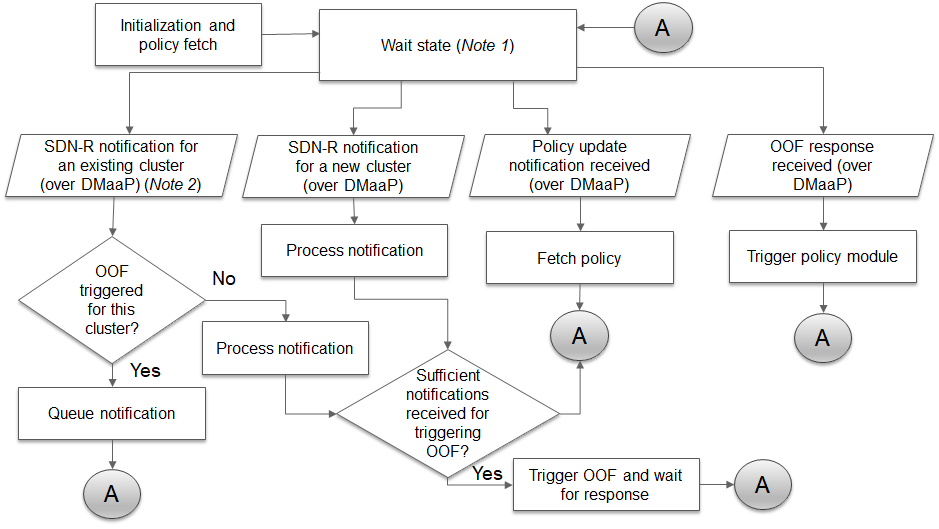 Initialization and
policy fetch
Wait state (Note 1)
A
SDN-R notification for
an existing cluster
(over DMaaP) (Note 2)
SDN-R notification
for a new cluster
(over DMaaP)
Policy update
notification received
(over DMaaP)
OOF response
received (over
DMaaP)
Process notification
Fetch policy
Trigger policy module
OOF
triggered
for this
cluster?
No
Process notification
A
A
Yes
Sufficient
notifications
received for
triggering
OOF?
Queue notification
Yes
Trigger OOF and wait
for response
A
A